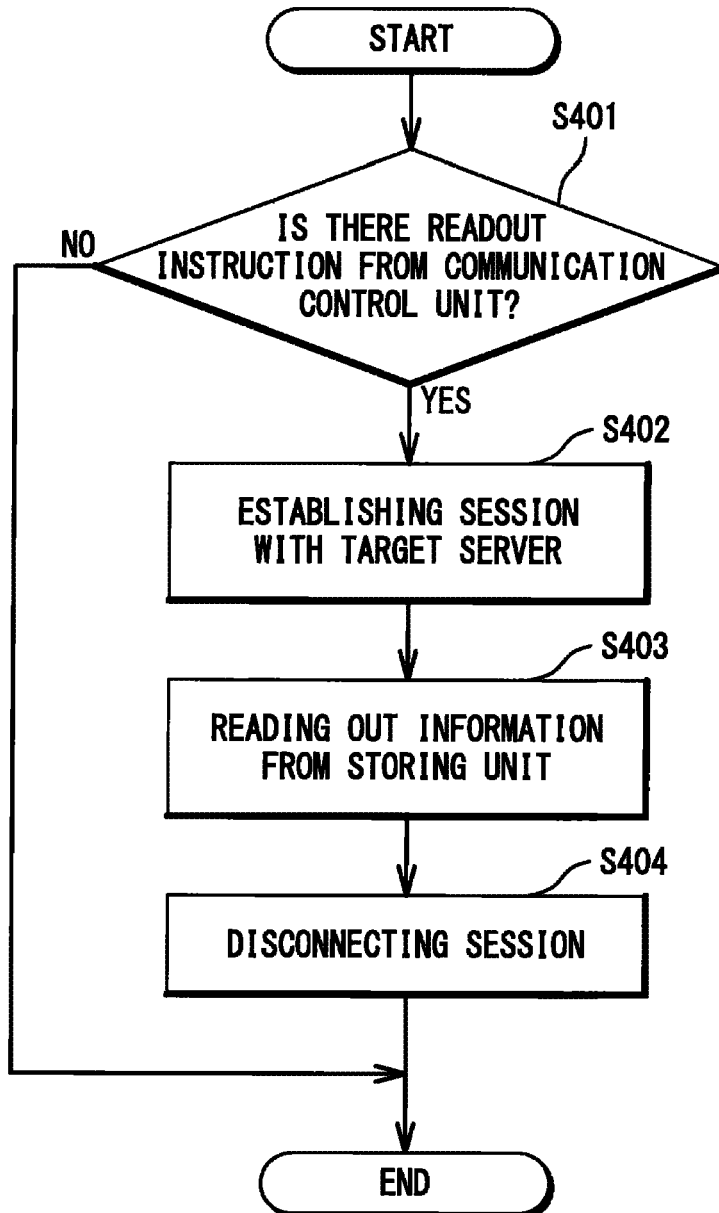 START
S401
IS THERE READOUT
INSTRUCTION FROM COMMUNICATION
CONTROL UNIT?
NO
YES
S402
ESTABLISHING SESSION
WITH TARGET SERVER
S403
READING OUT INFORMATION
FROM STORING UNIT
S404
DISCONNECTING SESSION
END